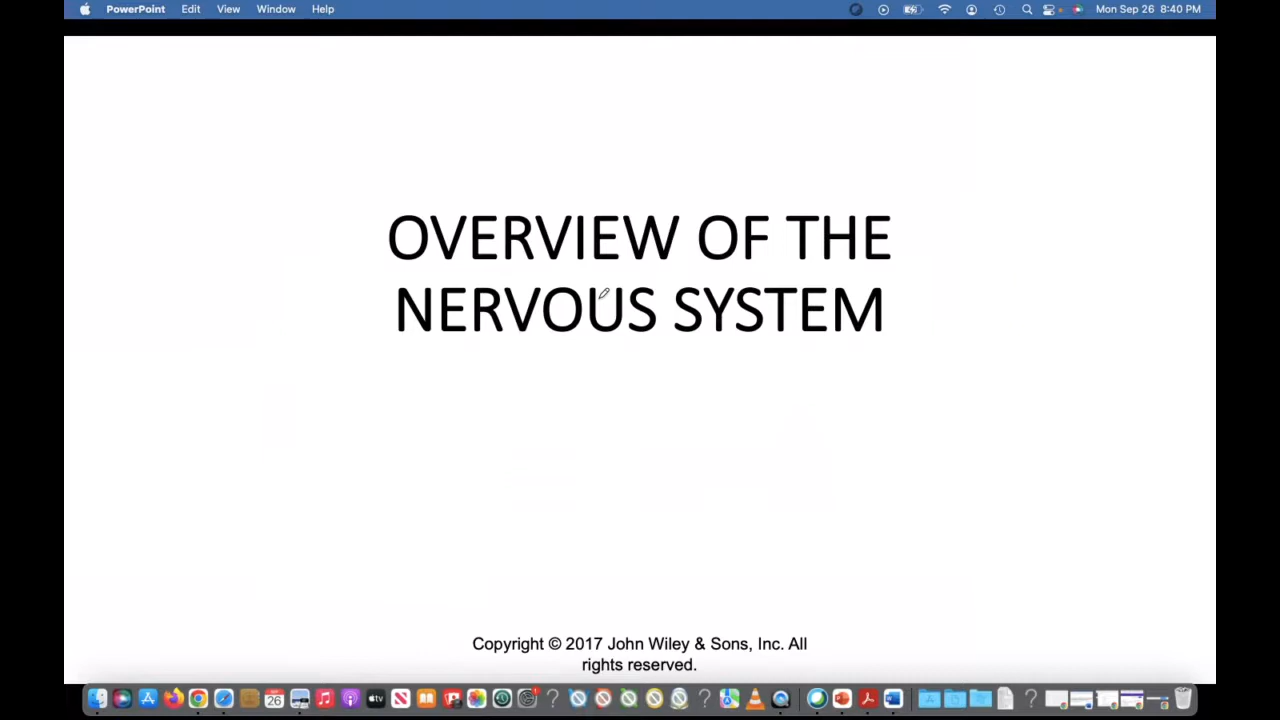 PowerPoint Edit View Window Help Mon Sep 26 8:40 PM
OVERVIEW OF THE
NERVOUS SYSTEM
Copyright © 2017 John Wiley & Sons, Inc. All
rights reserved.
26